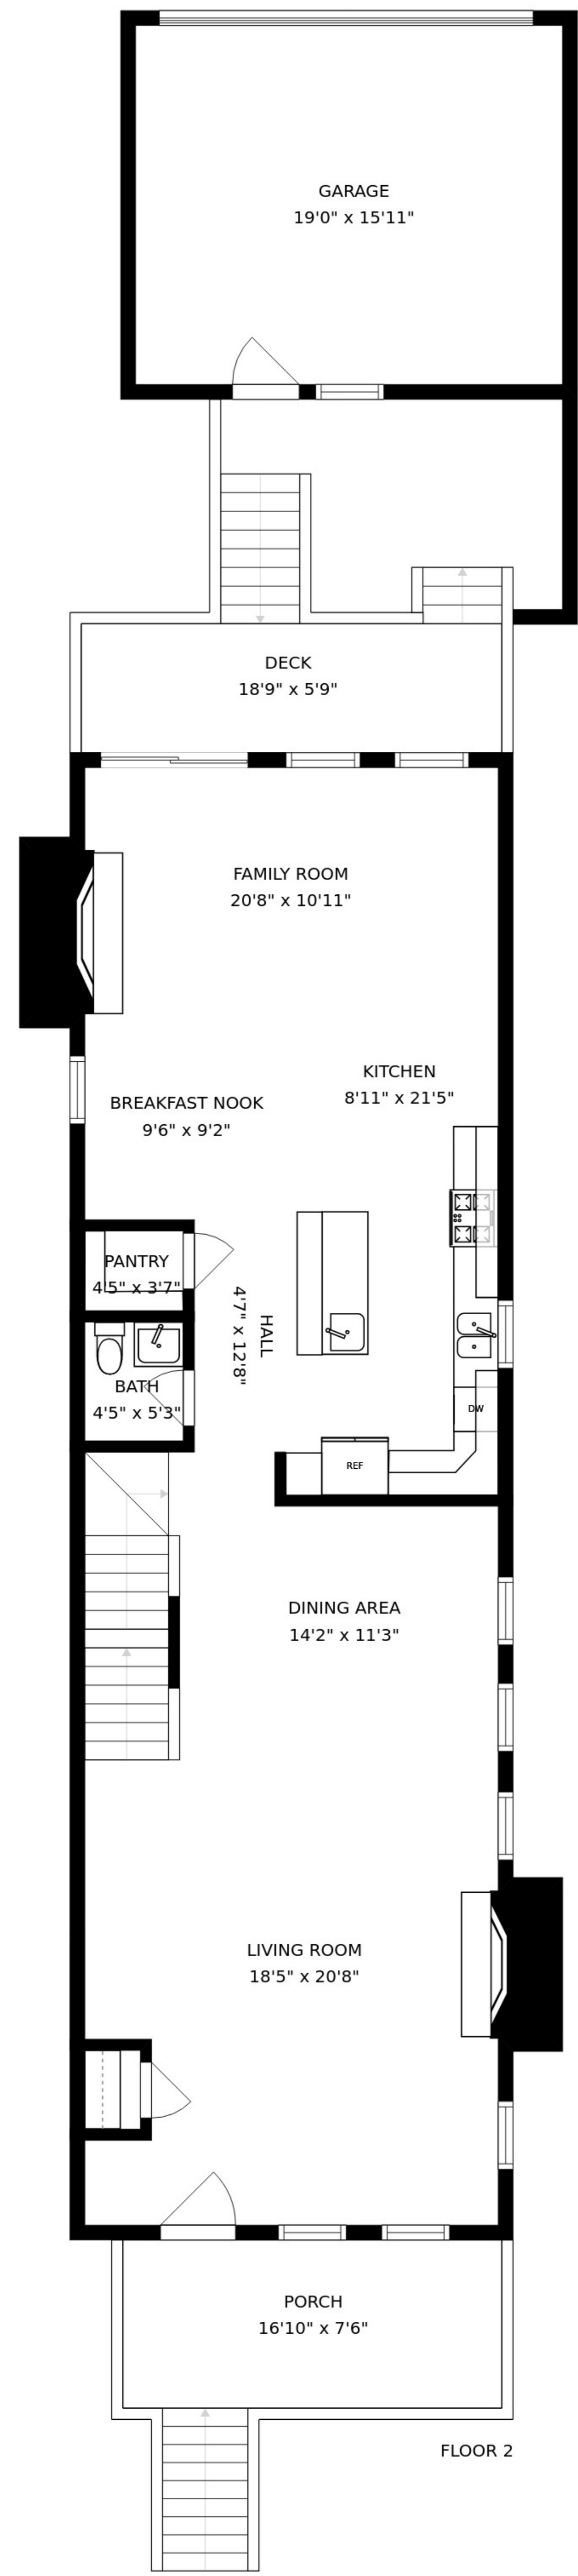 GARAGE
19'0" x 15'11"
DECK
18'9" x 5'9"
FAMILY ROOM
20'8" x 10'11"
KITCHEN
8'11" x 21'5"
BREAKFAST NOOK
9'6" x 9'2"
PANTRY
4'5" x 3'7"
HALL
4'7" x 12'8"
BATH
4'5" x 5'3"
DW
REF
DINING AREA
14'2" x 11'3"
LIVING ROOM
18'5" x 20'8"
PORCH
16'10" x 7'6"
FLOOR 2